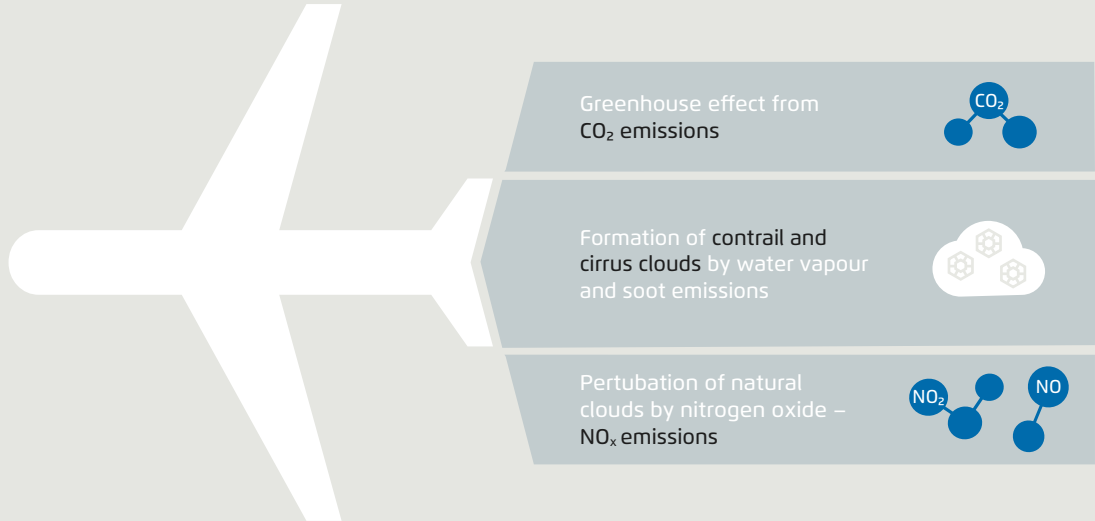 Greenhouse effect from
CO₂ emissions
CO₂
Formation of contrail and
cirrus clouds by water vapour
and soot emissions
Pertubation of natural
clouds by nitrogen oxide –
NOₓ emissions
NO₂
NO